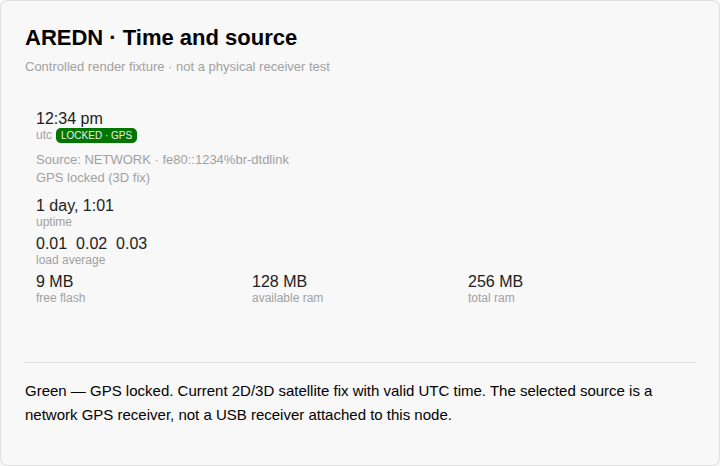 AREDN · Time and source
Controlled render fixture · not a physical receiver test
12:34 pm
utc LOCKED · GPS
Source: NETWORK · fe80::1234%br-dtdlink
GPS locked (3D fix)
1 day, 1:01
uptime
0.01 0.02 0.03
load average
9 MB 128 MB 256 MB
free flash available ram total ram
Green — GPS locked. Current 2D/3D satellite fix with valid UTC time. The selected source is a
network GPS receiver, not a USB receiver attached to this node.